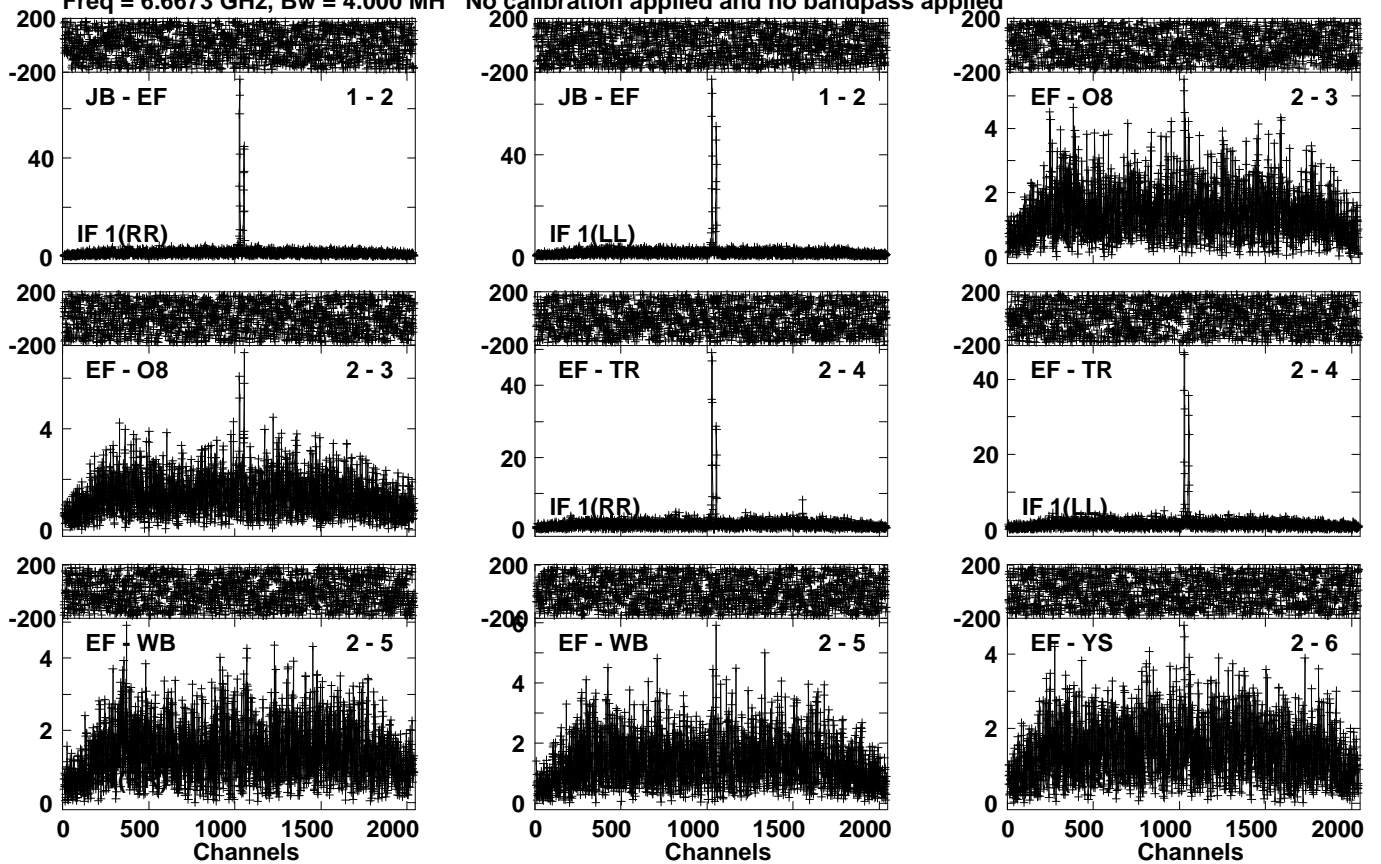 Freq = 6.6673 GHz, Bw = 4.000 MH No calibration applied and no bandpass applied
200 200 200
-200 -200 -200
JB - EF 1 - 2 JB - EF 1 - 2 EF - O8 2 - 3
4
40 40
2
IF 1(RR) IF 1(LL)
0 0 0
200 200 200
-200 -200 -200
EF - O8 2 - 3 EF - TR 2 - 4 EF - TR 2 - 4
40 40
4
20 20
IF 1(RR) IF 1(LL)
0 0 0
200 200 200
-200 -200 -200
6
EF - WB 2 - 5 EF - WB 2 - 5 EF - YS 2 - 6
4 4 4
2 2 2
0 0 0
0 500 1000 1500 2000 0 500 1000 1500 2000 0 500 1000 1500 2000
Channels Channels Channels